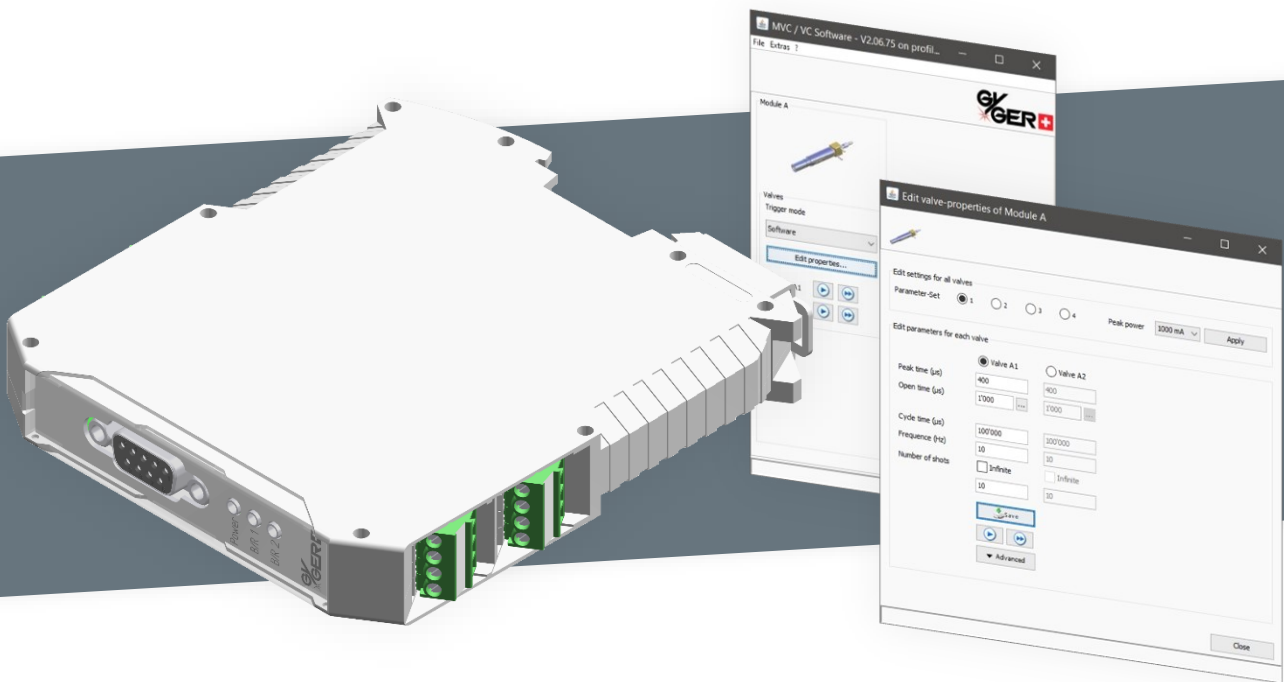 MVC / VC Software - V2.06.75 on profil...
File Extras ?
GYGER
Module A
Valves
Trigger mode
Software
Edit properties...
A1
Edit valve-properties of Module A
Edit settings for all valves
Parameter-Set 1 2 3 4 Peak power 1000 mA Apply
Edit parameters for each valve
Valve A1 Valve A2
Peak time (µs) 400 400
Open time (µs) 1'000 ... 1'000 ...
Cycle time (µs) 100'000 100'000
Frequency (Hz) 10 10
Number of shots Infinite Infinite
10 10
Save
Advanced
Close
Power
B/R 1
B/R 2
GYGER